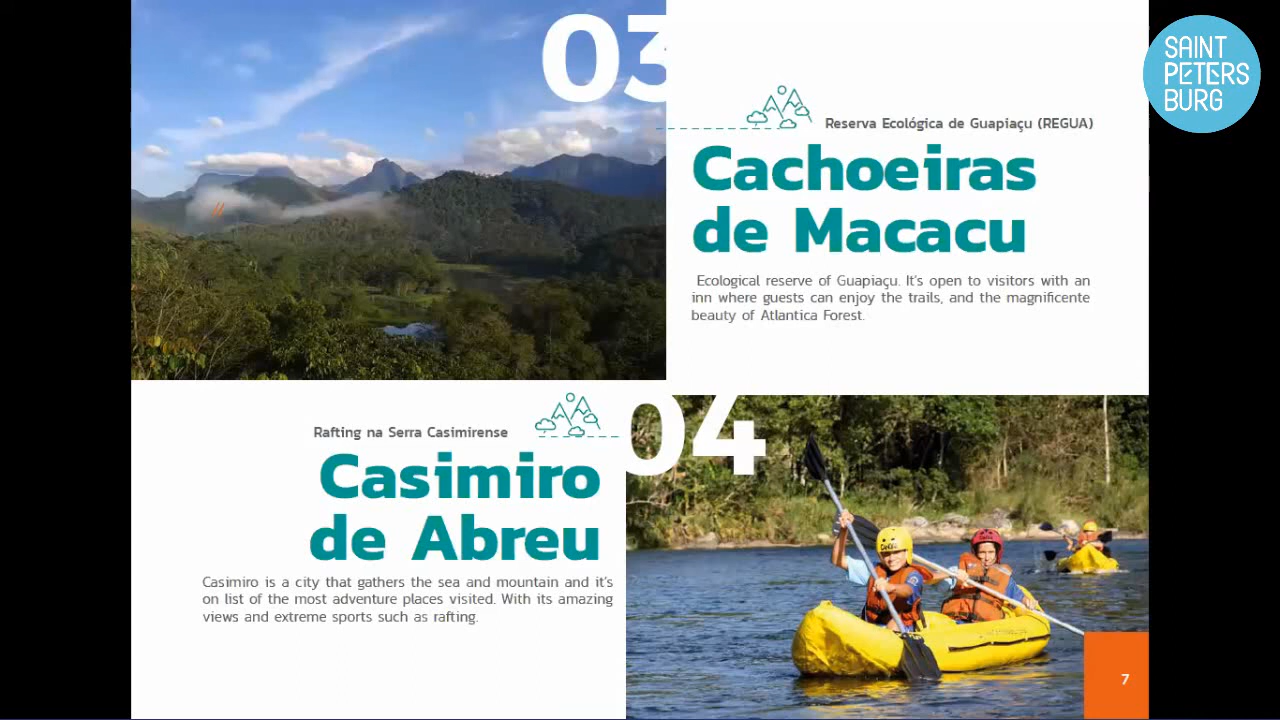 03
SAINT
PETERS
BURG
Reserva Ecológica de Guapiaçu (REGUA)
Cachoeiras
de Macacu
Ecological reserve of Guapiaçu. It's open to visitors with an
inn where guests can enjoy the trails, and the magnificente
beauty of Atlantica Forest.
04
Rafting na Serra Casimirense
Casimiro
de Abreu
Casimiro is a city that gathers the sea and mountain and it's
on list of the most adventure places visited. With its amazing
views and extreme sports such as rafting.
7